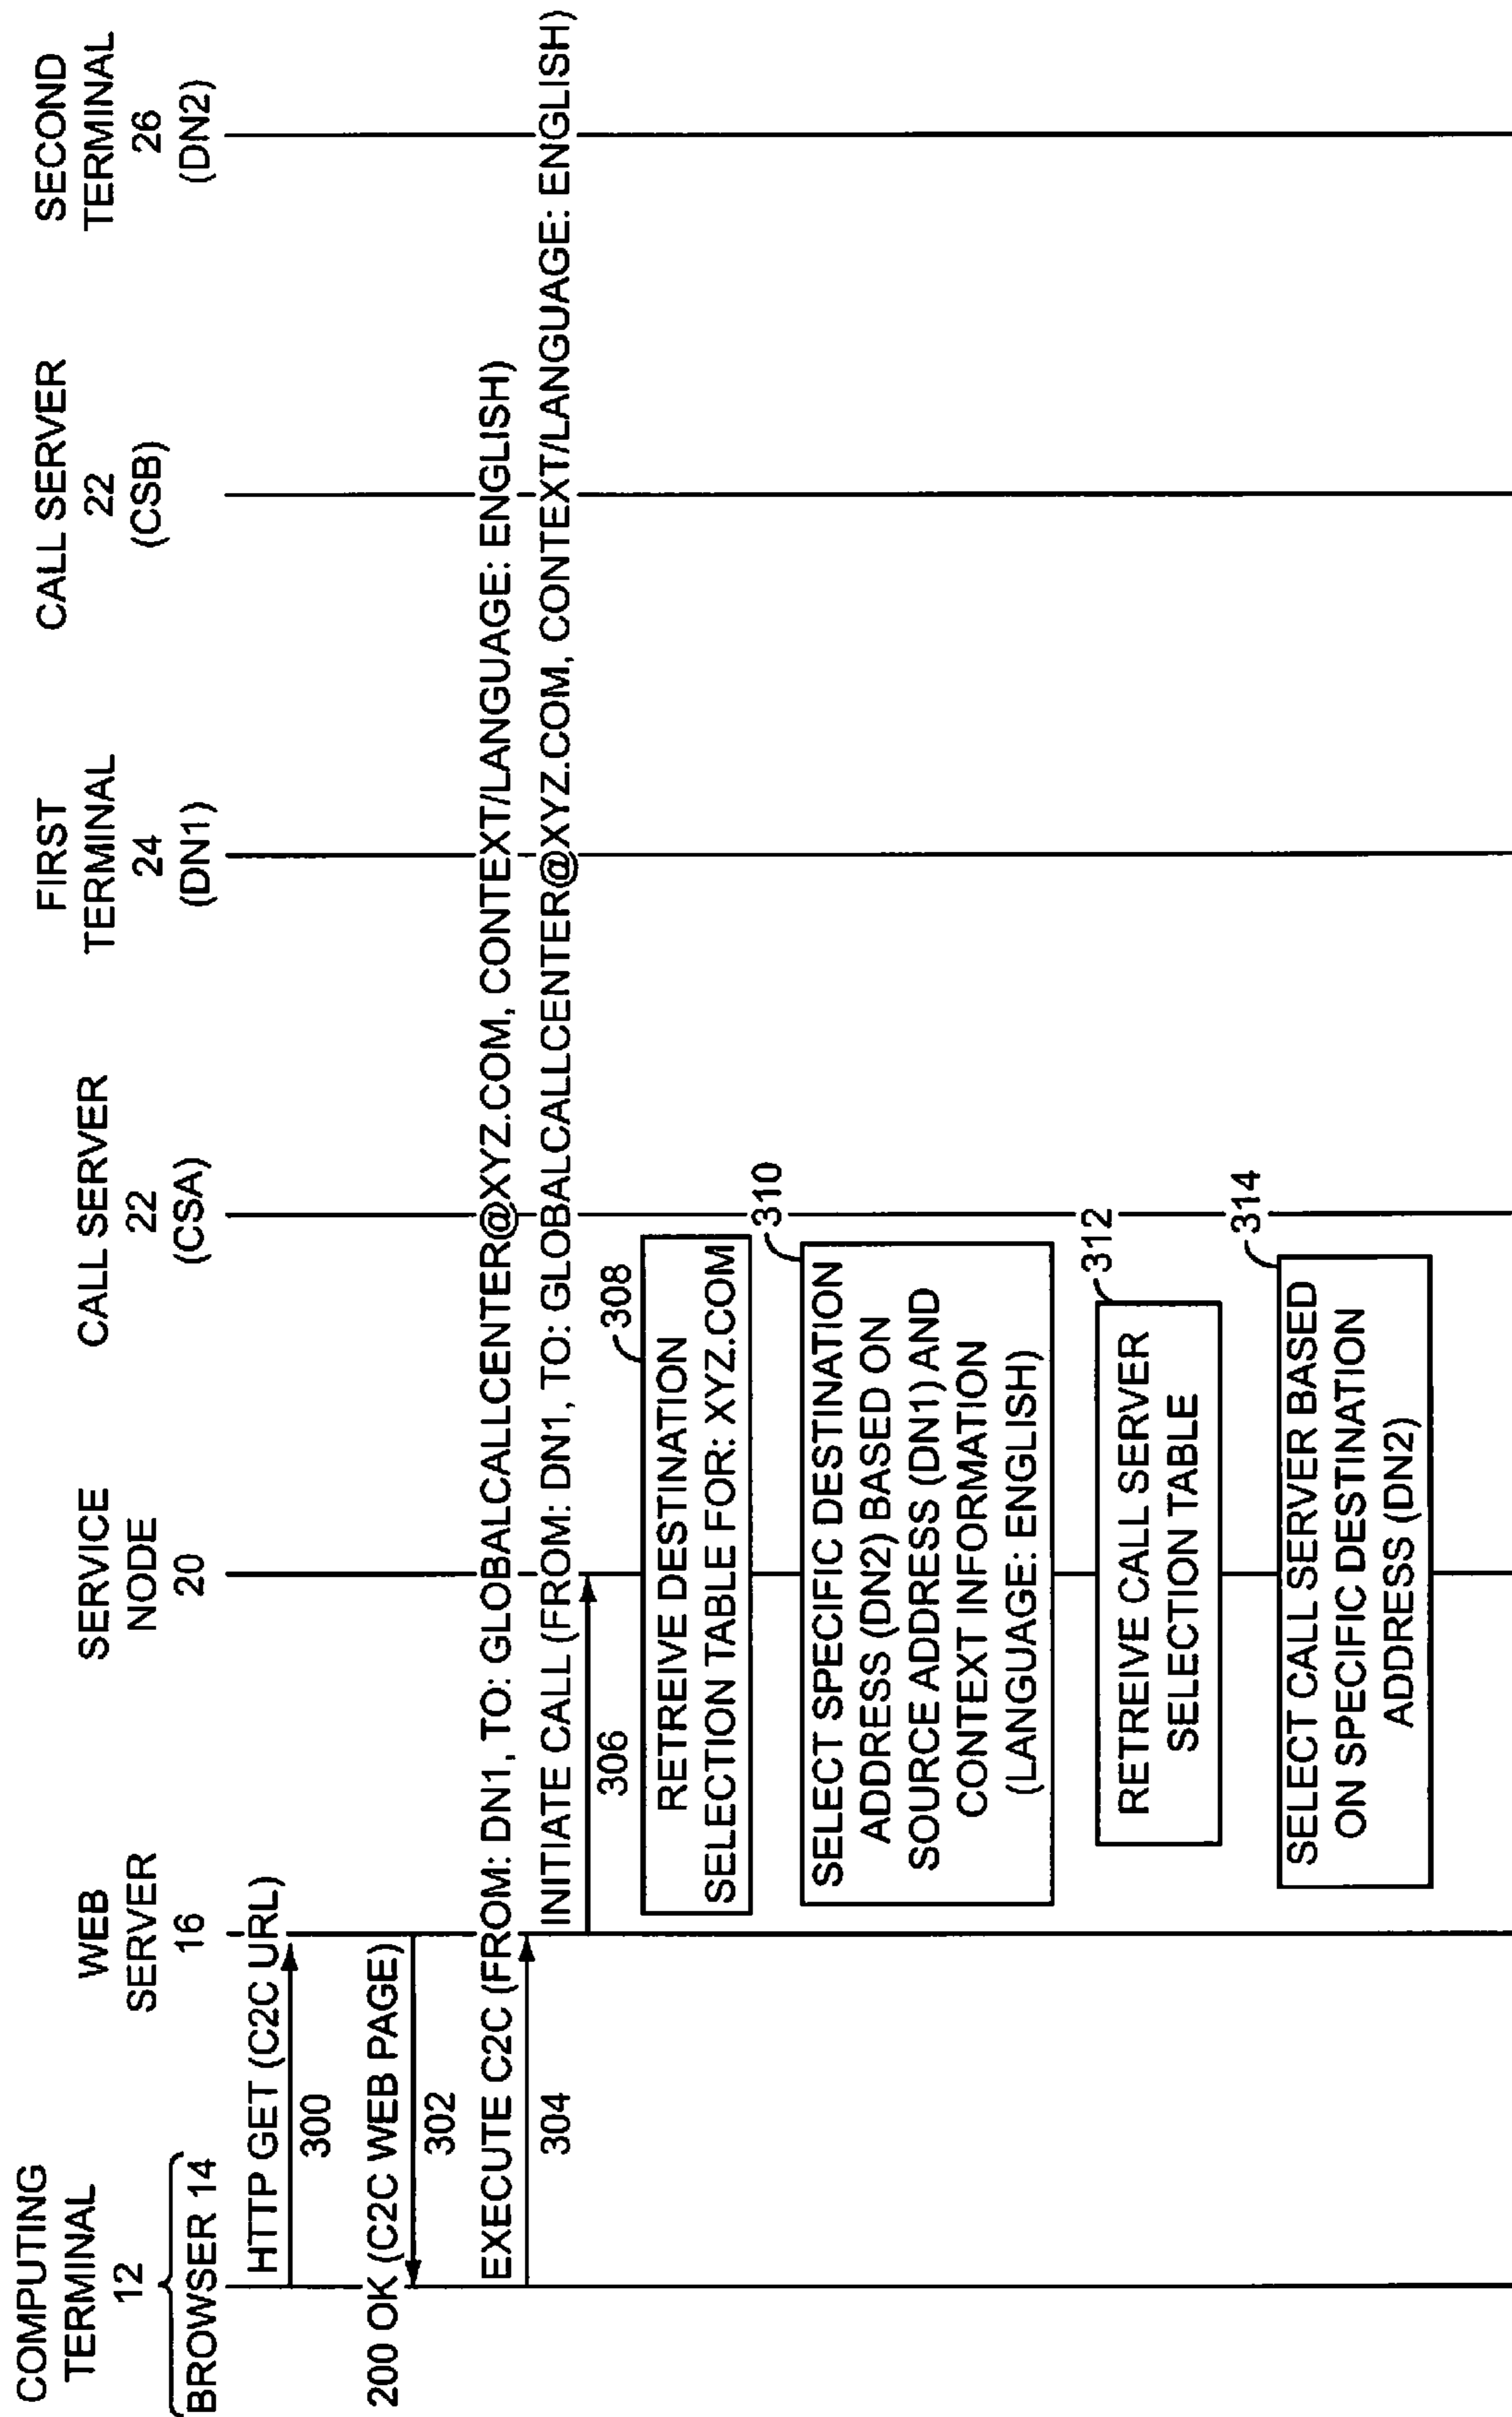 COMPUTING
TERMINAL
12
BROWSER 14
WEB
SERVER
16
SERVICE
NODE
20
CALL SERVER
22
(CSA)
FIRST
TERMINAL
24
(DN1)
CALL SERVER
22
(CSB)
SECOND
TERMINAL
26
(DN2)
HTTP GET (C2C URL)
300
200 OK (C2C WEB PAGE)
302
EXECUTE C2C (FROM: DN1, TO: GLOBALCALLCENTER@XYZ.COM, CONTEXT/LANGUAGE: ENGLISH)
304
INITIATE CALL (FROM: DN1, TO: GLOBALCALLCENTER@XYZ.COM, CONTEXT/LANGUAGE: ENGLISH)
306
308
RETREIVE DESTINATION
SELECTION TABLE FOR: XYZ.COM
310
SELECT SPECIFIC DESTINATION
ADDRESS (DN2) BASED ON
SOURCE ADDRESS (DN1) AND
CONTEXT INFORMATION
(LANGUAGE: ENGLISH)
312
RETREIVE CALL SERVER
SELECTION TABLE
314
SELECT CALL SERVER BASED
ON SPECIFIC DESTINATION
ADDRESS (DN2)